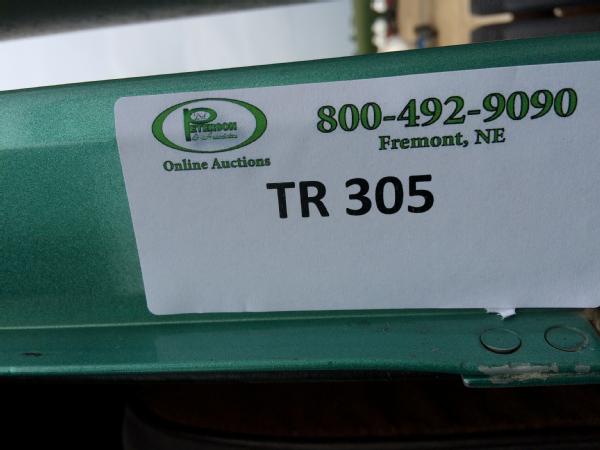 PETERSON
Online Auctions
800-492-9090
Fremont, NE
TR 305